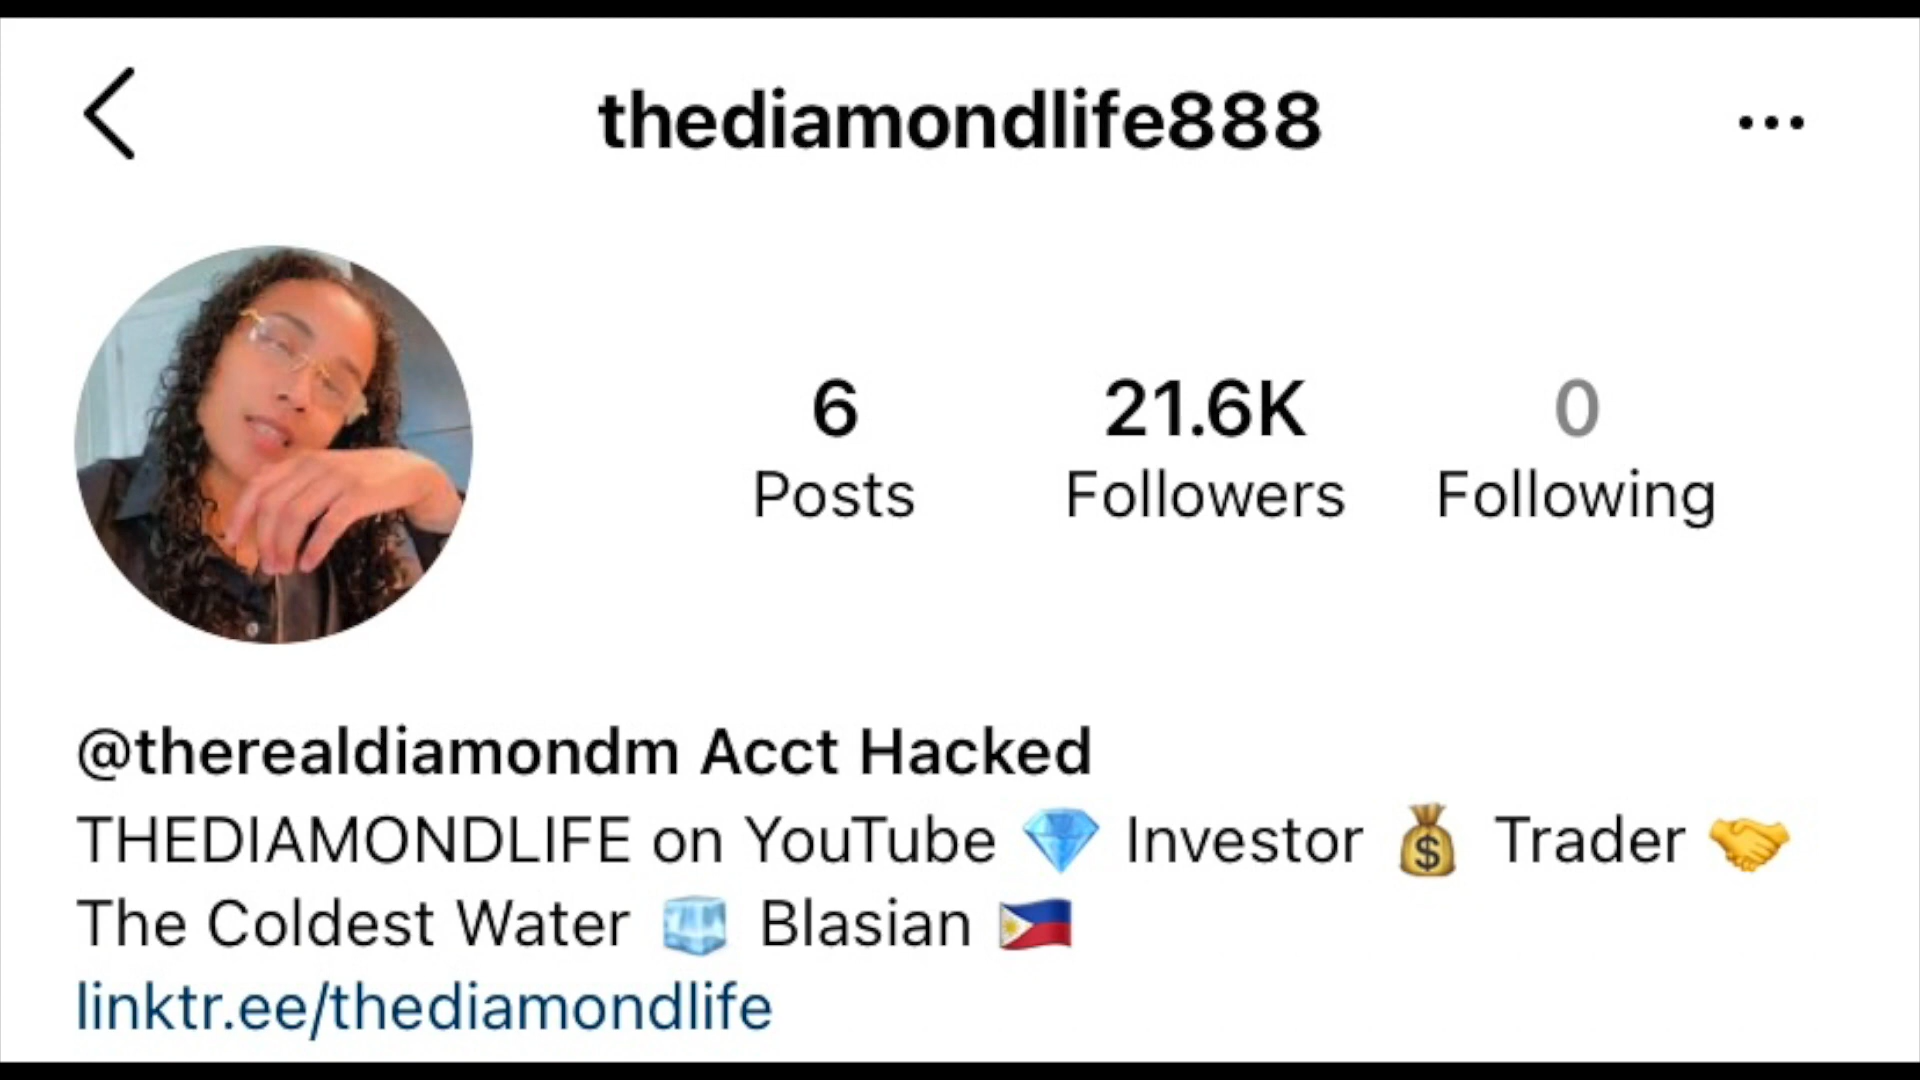 thediamondlife888
6 21.6K 0
Posts Followers Following
@therealdiamondm Acct Hacked
THEDIAMONDLIFE on YouTube 💎 Investor 💰 Trader 🤝
The Coldest Water 🧊 Blasian 🇵🇭
linktr.ee/thediamondlife